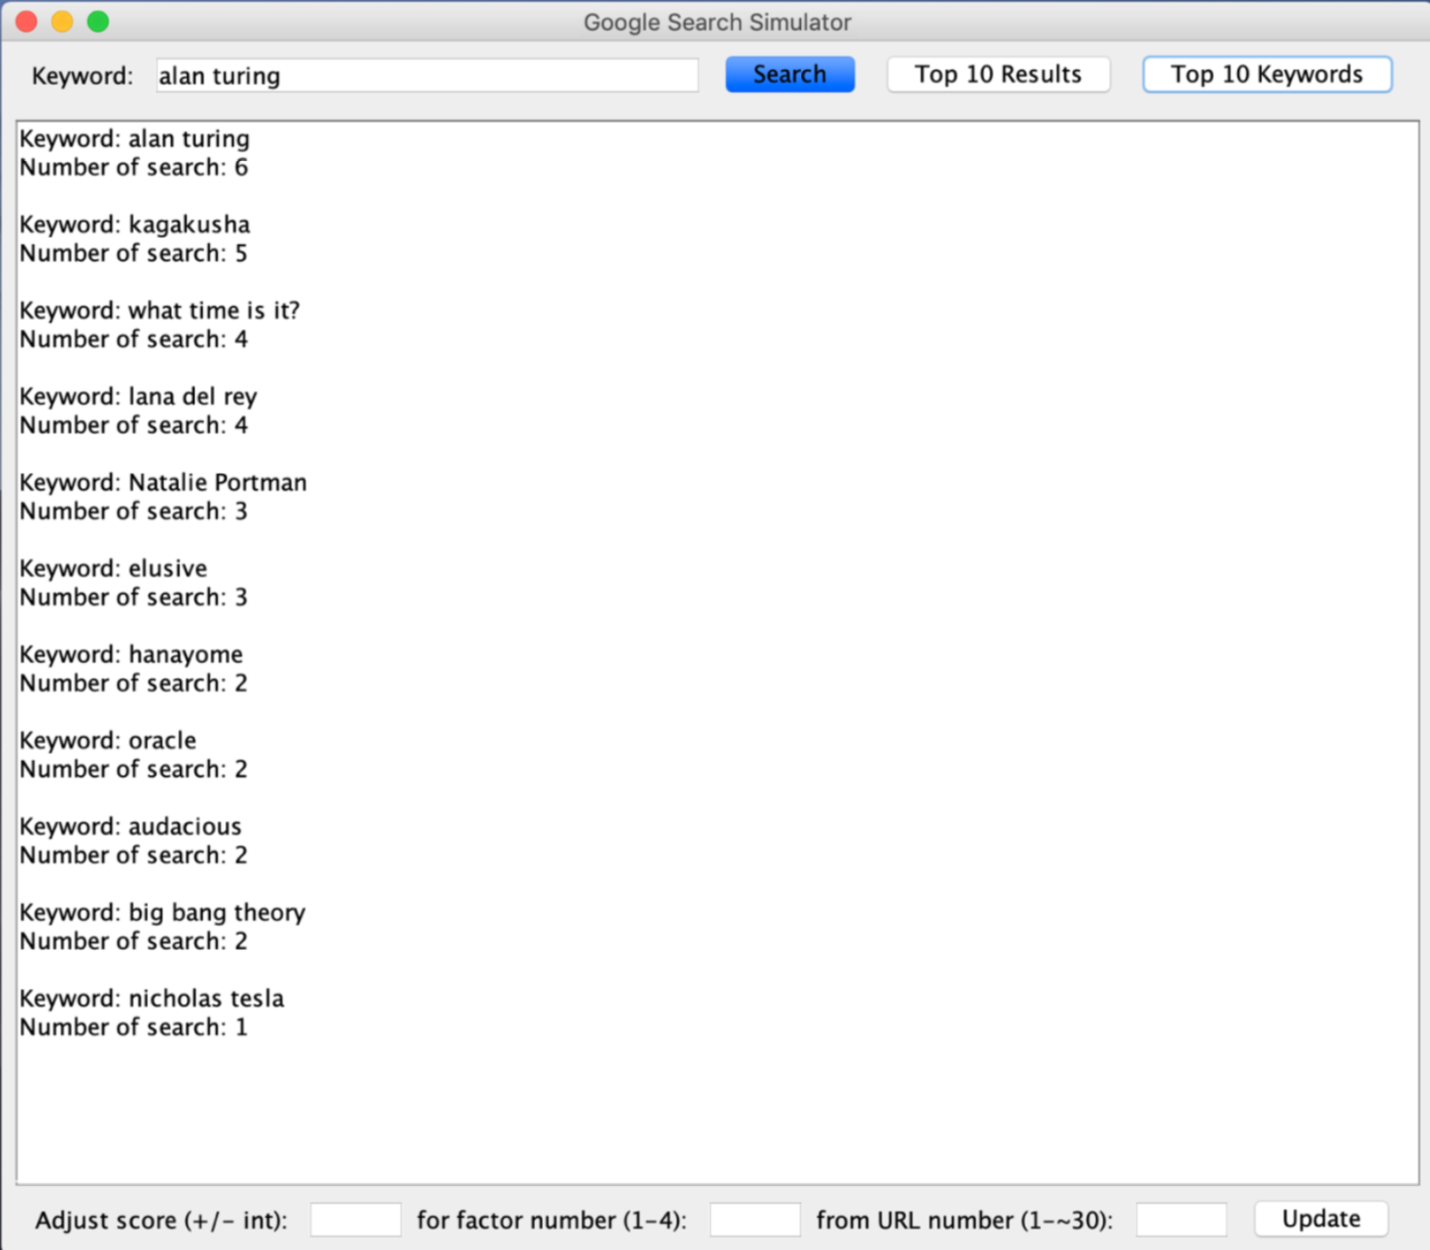 Google Search Simulator
Keyword: alan turing Search Top 10 Results Top 10 Keywords
Keyword: alan turing
Number of search: 6
Keyword: kagakusha
Number of search: 5
Keyword: what time is it?
Number of search: 4
Keyword: lana del rey
Number of search: 4
Keyword: Natalie Portman
Number of search: 3
Keyword: elusive
Number of search: 3
Keyword: hanayome
Number of search: 2
Keyword: oracle
Number of search: 2
Keyword: audacious
Number of search: 2
Keyword: big bang theory
Number of search: 2
Keyword: nicholas tesla
Number of search: 1
Adjust score (+/- int): for factor number (1-4): from URL number (1-~30): Update